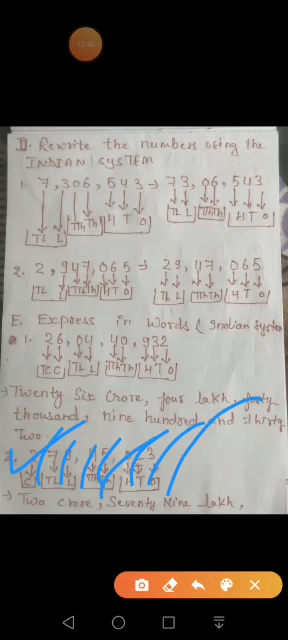 17:40
D. Rewrite the numbers using the
INDIAN SYSTEM
1. 7,306,543 → 73,06,543
TL L TTh Th H T O TL L TTh Th H T O
2. 2,947,065 → 29,47,065
TL L TTh Th H T O TL L TTh Th H T O
E. Express in Words (Indian System
1. 26,04,40,932
TC C TL L TTh Th H T O
→ Twenty Six Crore, four lakh, forty
thousand, nine hundred and thirty
Two.
2.
→ Two crore, Seventy Nine lakh,